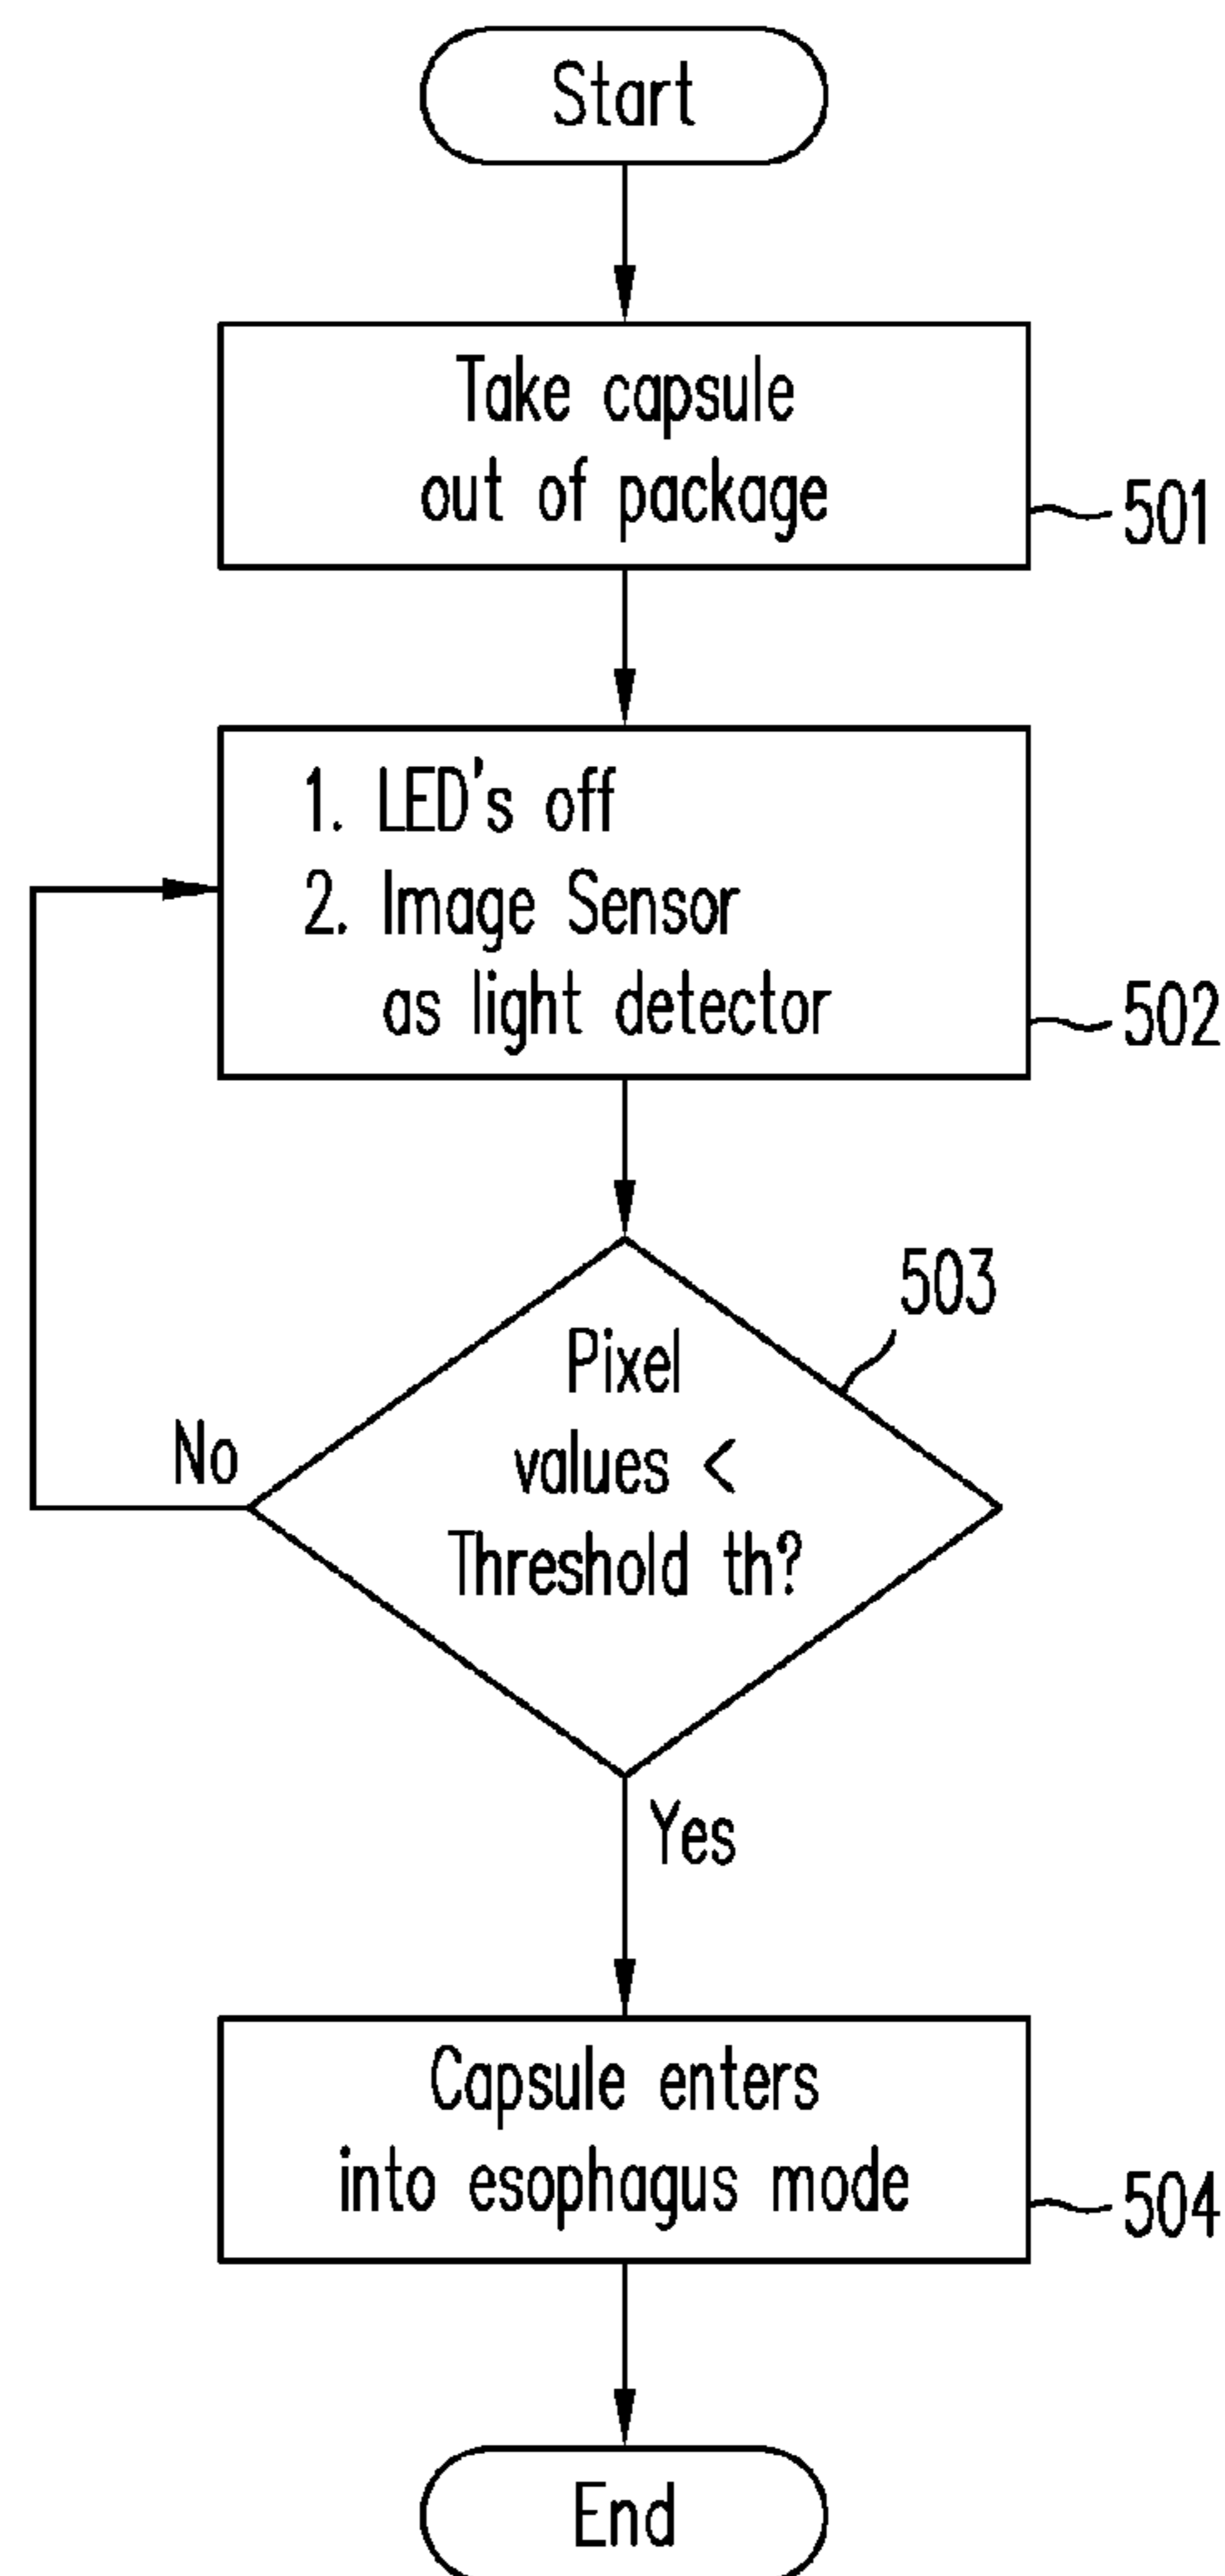 Start
Take capsule
out of package
501
1. LED's off
2. Image Sensor
as light detector
502
503
Pixel
values <
Threshold th?
No
Yes
Capsule enters
into esophagus mode
504
End